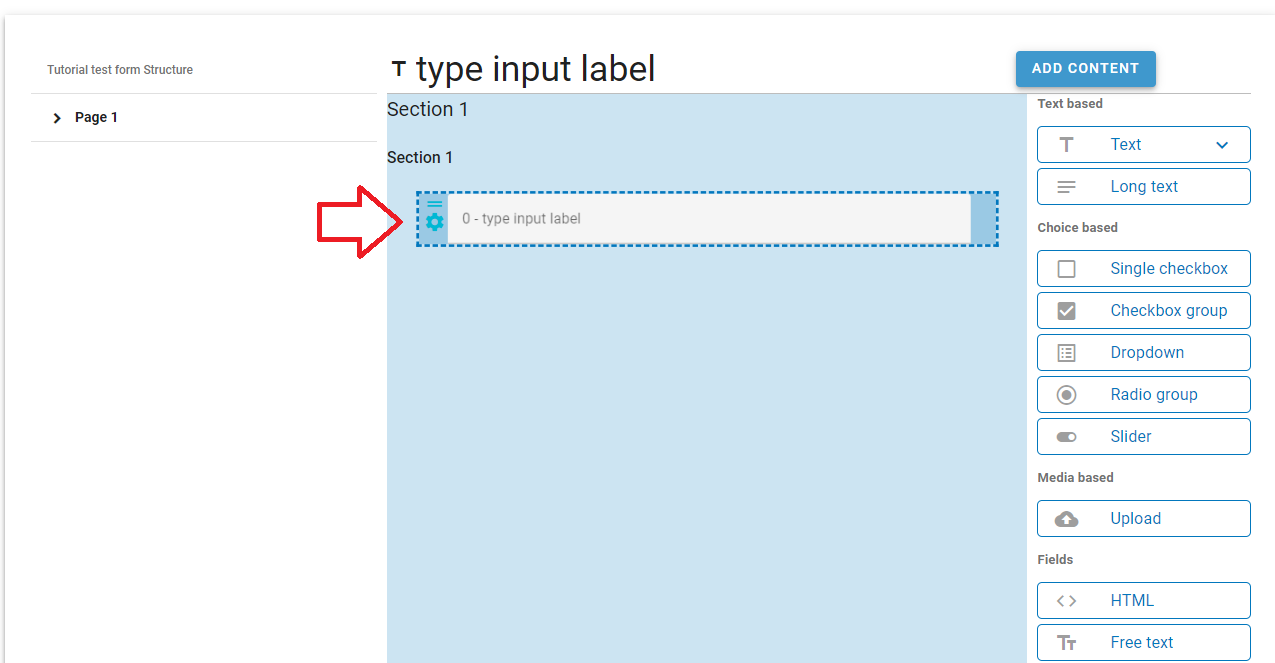 Tutorial test form Structure
Page 1
T type input label
ADD CONTENT
Section 1
Section 1
0 - type input label
Text based
T Text
Long text
Choice based
Single checkbox
Checkbox group
Dropdown
Radio group
Slider
Media based
Upload
Fields
<> HTML
TT Free text